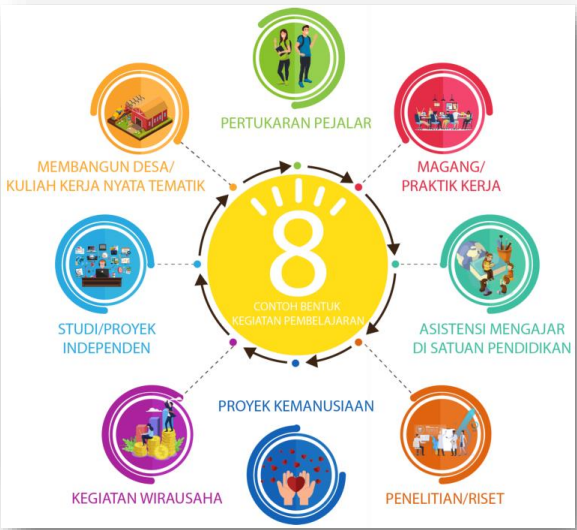 PERTUKARAN PEJALAR
MAGANG/
PRAKTIK KERJA
ASISTENSI MENGAJAR
DI SATUAN PENDIDIKAN
PENELITIAN/RISET
PROYEK KEMANUSIAAN
KEGIATAN WIRAUSAHA
STUDI/PROYEK
INDEPENDEN
MEMBANGUN DESA/
KULIAH KERJA NYATA TEMATIK
8
CONTOH BENTUK
KEGIATAN PEMBELAJARAN